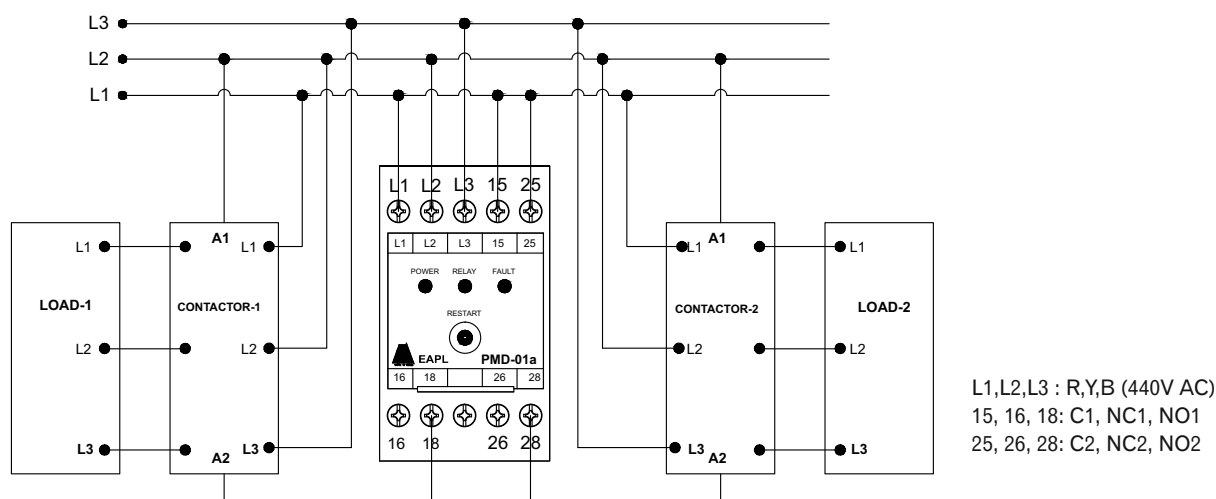 L3
L2
L1
L1 L2 L3 15 25
L1 L2 L3 15 25
POWER RELAY FAULT
RESTART
EAPL PMD-01a
16 18 26 28
16 18 26 28
L1
LOAD-1
L2
L3
A1
L1
CONTACTOR-1
L2
L3
A2
A1
L1
CONTACTOR-2
L2
L3
A2
L1
LOAD-2
L2
L3
L1,L2,L3 : R,Y,B (440V AC)
15, 16, 18: C1, NC1, NO1
25, 26, 28: C2, NC2, NO2